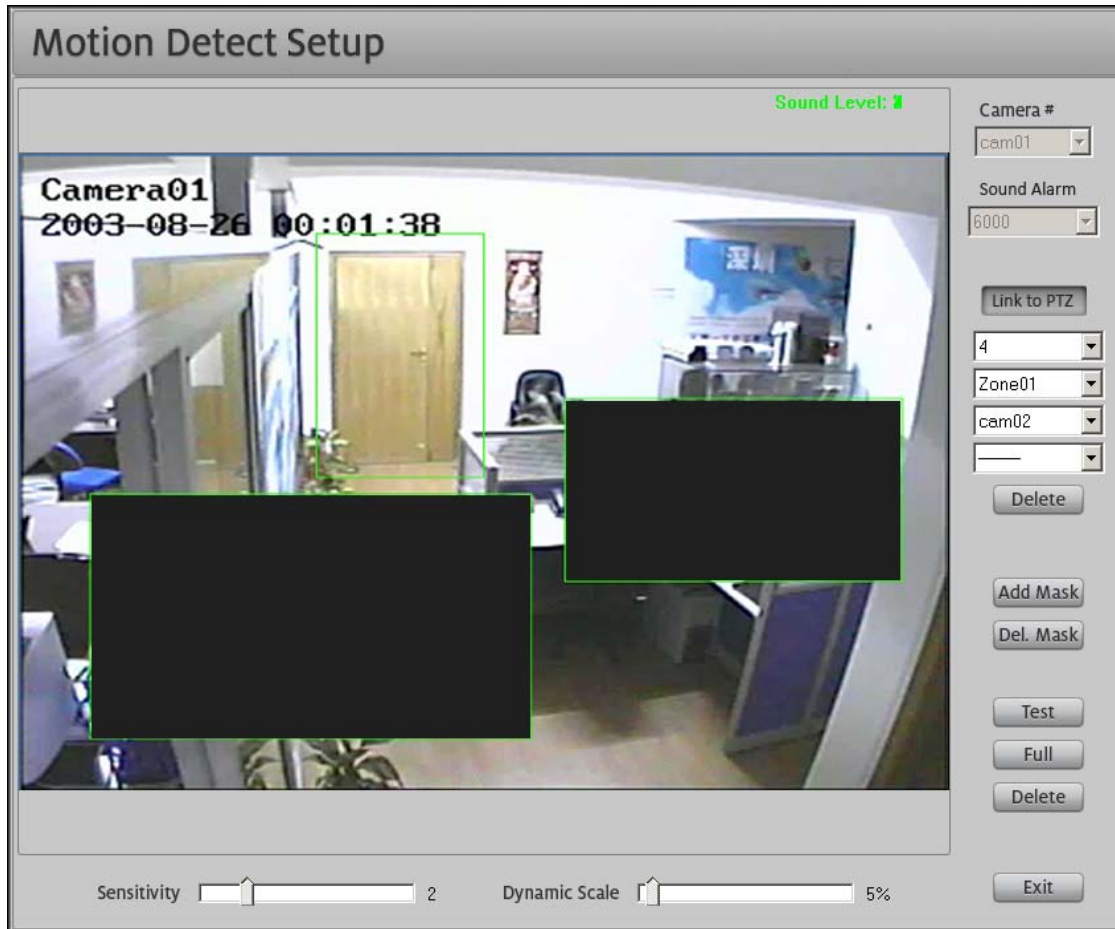 Motion Detect Setup
Sound Level:
Camera #
cam01
Sound Alarm
6000
Camera01
2003-08-26 00:01:38
深圳
Link to PTZ
4
Zone01
cam02
Delete
Add Mask
Del. Mask
Test
Full
Delete
Sensitivity 2
Dynamic Scale 5%
Exit